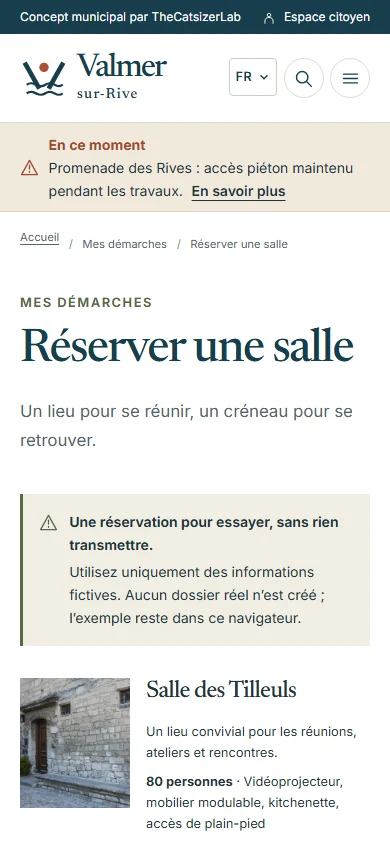 Concept municipal par TheCatsizerLab
Espace citoyen
Valmer
sur-Rive
FR
En ce moment
Promenade des Rives : accès piéton maintenu
pendant les travaux. En savoir plus
Accueil / Mes démarches / Réserver une salle
MES DÉMARCHES
Réserver une salle
Un lieu pour se réunir, un créneau pour se
retrouver.
Une réservation pour essayer, sans rien
transmettre.
Utilisez uniquement des informations
fictives. Aucun dossier réel n’est créé ;
l’exemple reste dans ce navigateur.
Salle des Tilleuls
Un lieu convivial pour les réunions,
ateliers et rencontres.
80 personnes · Vidéoprojecteur,
mobilier modulable, kitchenette,
accès de plain-pied